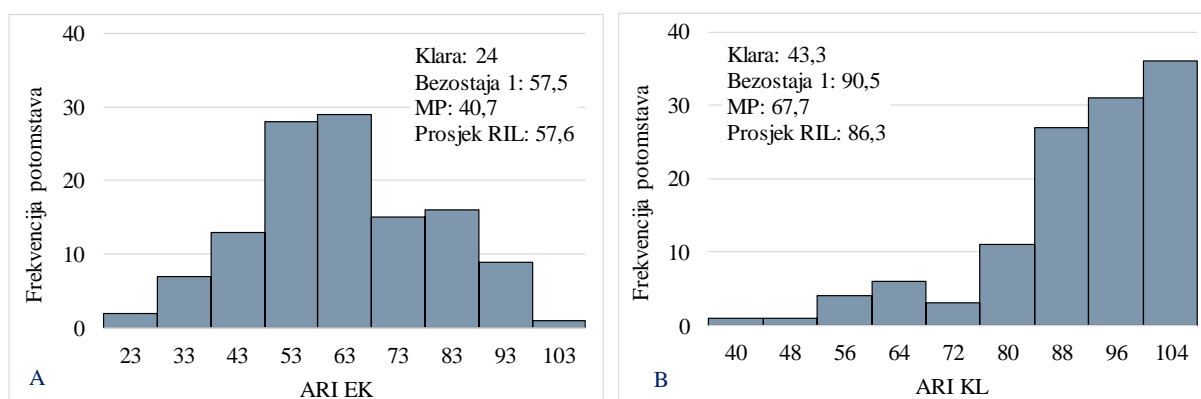 40
30
20
10
0
Frekvencija potomstava
Klara: 24
Bezostaja 1: 57,5
MP: 40,7
Prosjek RIL: 57,6
23 33 43 53 63 73 83 93 103
ARI EK
A
40
30
20
10
0
Frekvencija potomstava
Klara: 43,3
Bezostaja 1: 90,5
MP: 67,7
Prosjek RIL: 86,3
40 48 56 64 72 80 88 96 104
ARI KL
B